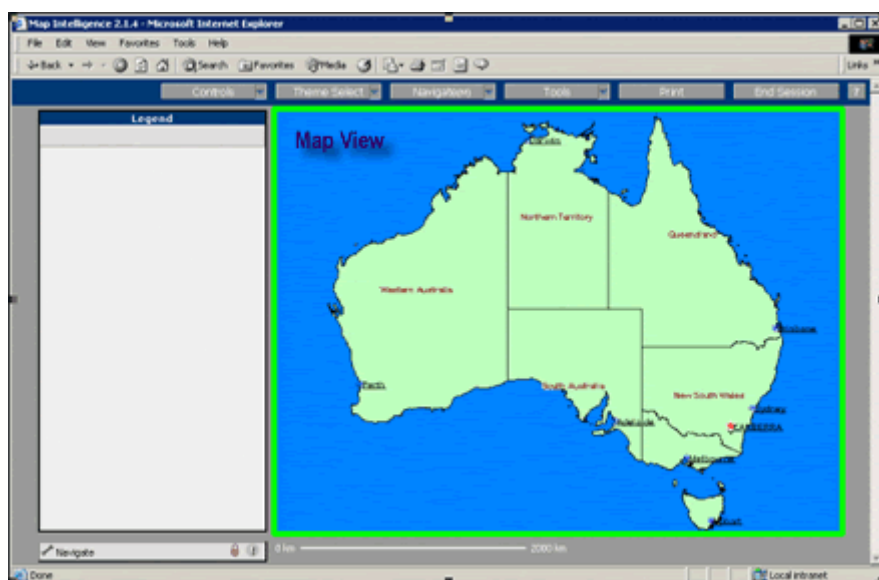 Map Intelligence 2.1.4 - Microsoft Internet Explorer
File Edit View Favorites Tools Help
Back Search Favorites Media Links
Controls Theme Select Navigation Tools Print End Session ?
Legend
Map View
Darwin
Northern Territory
Queensland
Western Australia
Brisbane
Perth
South Australia
New South Wales
Sydney
Adelaide
CANBERRA
Melbourne
Hobart
Navigate
0 km 2000 km
Done Local intranet